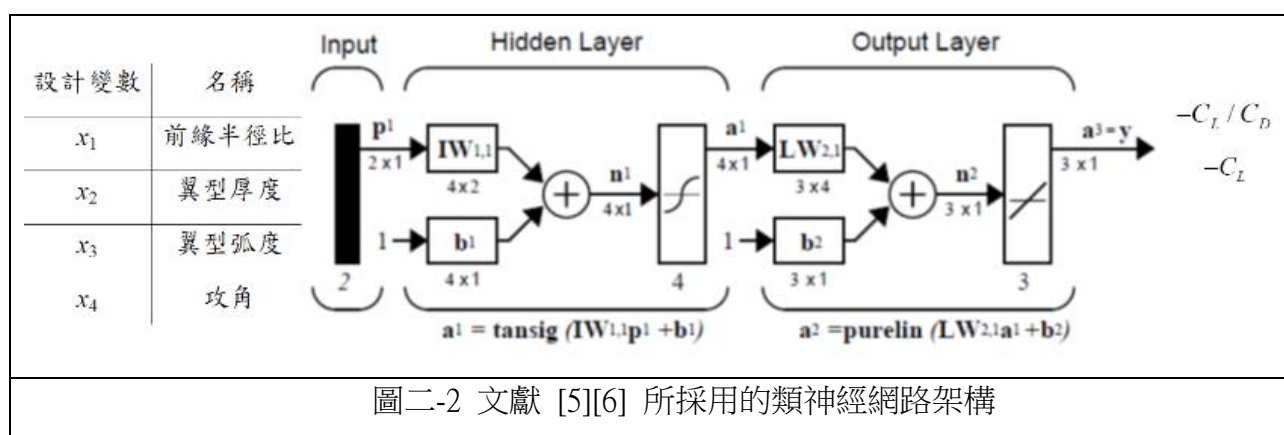 Input
Hidden Layer
Output Layer
設計變數 名稱
x1 前緣半徑比
x2 翼型厚度
x3 翼型弧度
x4 攻角
p1
2 x 1
IW1,1
4 x 2
1
b1
4 x 1
2
n1
4x1
4
a1
4 x 1
LW2,1
3 x 4
1
b2
3 x 1
n2
3 x 1
3
a3 = y
3 x 1
−CL / CD
−CL
a1 = tansig (IW1,1p1 +b1)
a2 =purelin (LW2,1a1 +b2)
圖二-2 文獻 [5][6] 所採用的類神經網路架構